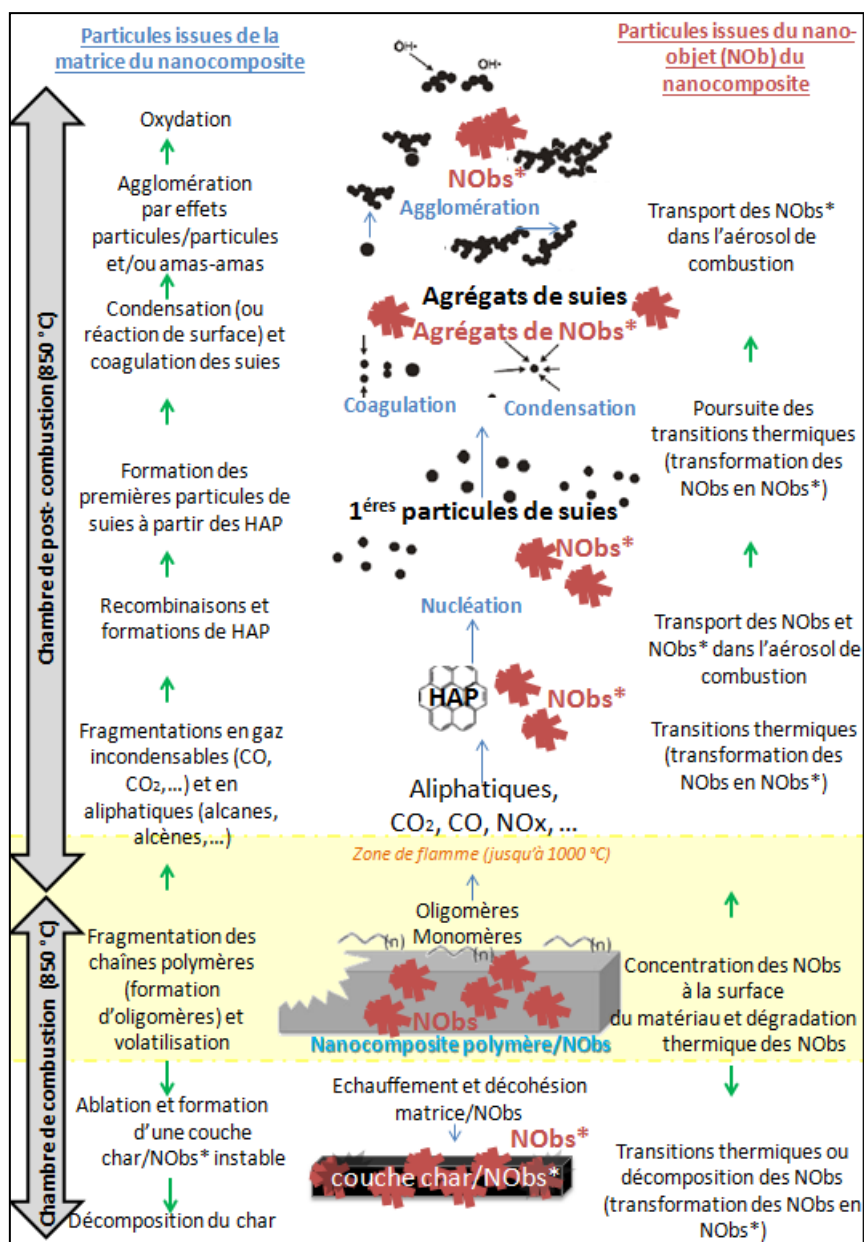 Particules issues de la
matrice du nanocomposite
Oxydation
Agglomération
par effets
particules/particules
et/ou amas-amas
Condensation (ou
réaction de surface) et
coagulation des suies
Formation des
premières particules de
suies à partir des HAP
Recombinaisons et
formations de HAP
Fragmentations en gaz
incondensables (CO,
CO₂,...) et en
aliphatiques (alcanes,
alcènes,...)
Fragmentation des
chaînes polymères
(formation
d'oligomères) et
volatilisation
Ablation et formation
d'une couche
char/NObs* instable
Décomposition du char
Chambre de post- combustion (850 °C)
Chambre de combustion (850 °C)
OH•
OH•
NObs*
Agglomération
Agrégats de suies
Agrégats de NObs*
Coagulation
Condensation
1éres particules de suies
NObs*
Nucléation
HAP
NObs*
Aliphatiques,
CO₂, CO, NOx, ...
Zone de flamme (jusqu'à 1000 °C)
Oligomères
Monomères
(n)
(n)
(n)
NObs
Nanocomposite polymère/NObs
Echauffement et décohésion
matrice/NObs
NObs*
couche char/NObs*
Particules issues du nano-
objet (NOb) du
nanocomposite
Transport des NObs*
dans l'aérosol de
combustion
Poursuite des
transitions thermiques
(transformation des
NObs en NObs*)
Transport des NObs et
NObs* dans l'aérosol de
combustion
Transitions thermiques
(transformation des
NObs en NObs*)
Concentration des NObs
à la surface
du matériau et dégradation
thermique des NObs
Transitions thermiques ou
décomposition des NObs
(transformation des NObs en
NObs*)